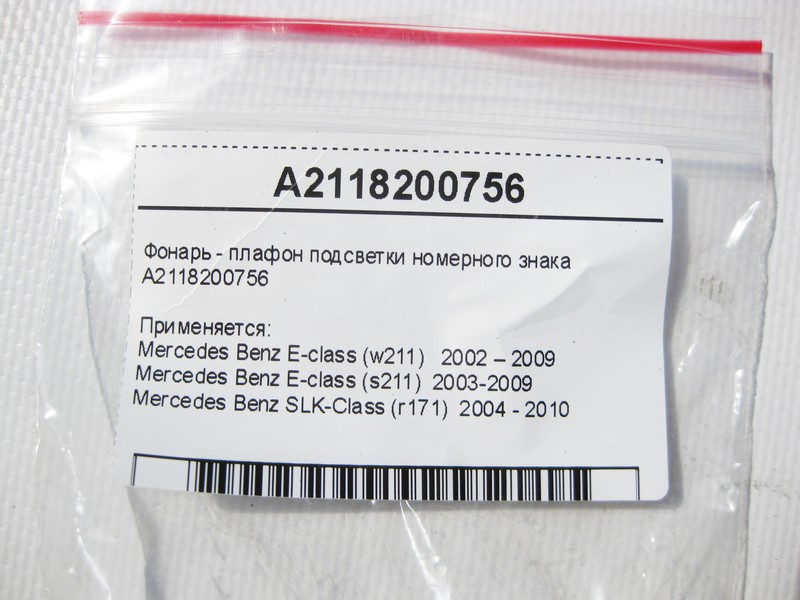 A2118200756
Фонарь - плафон подсветки номерного знака
A2118200756
Применяется:
Mercedes Benz E-class (w211) 2002 – 2009
Mercedes Benz E-class (s211) 2003-2009
Mercedes Benz SLK-Class (r171) 2004 - 2010